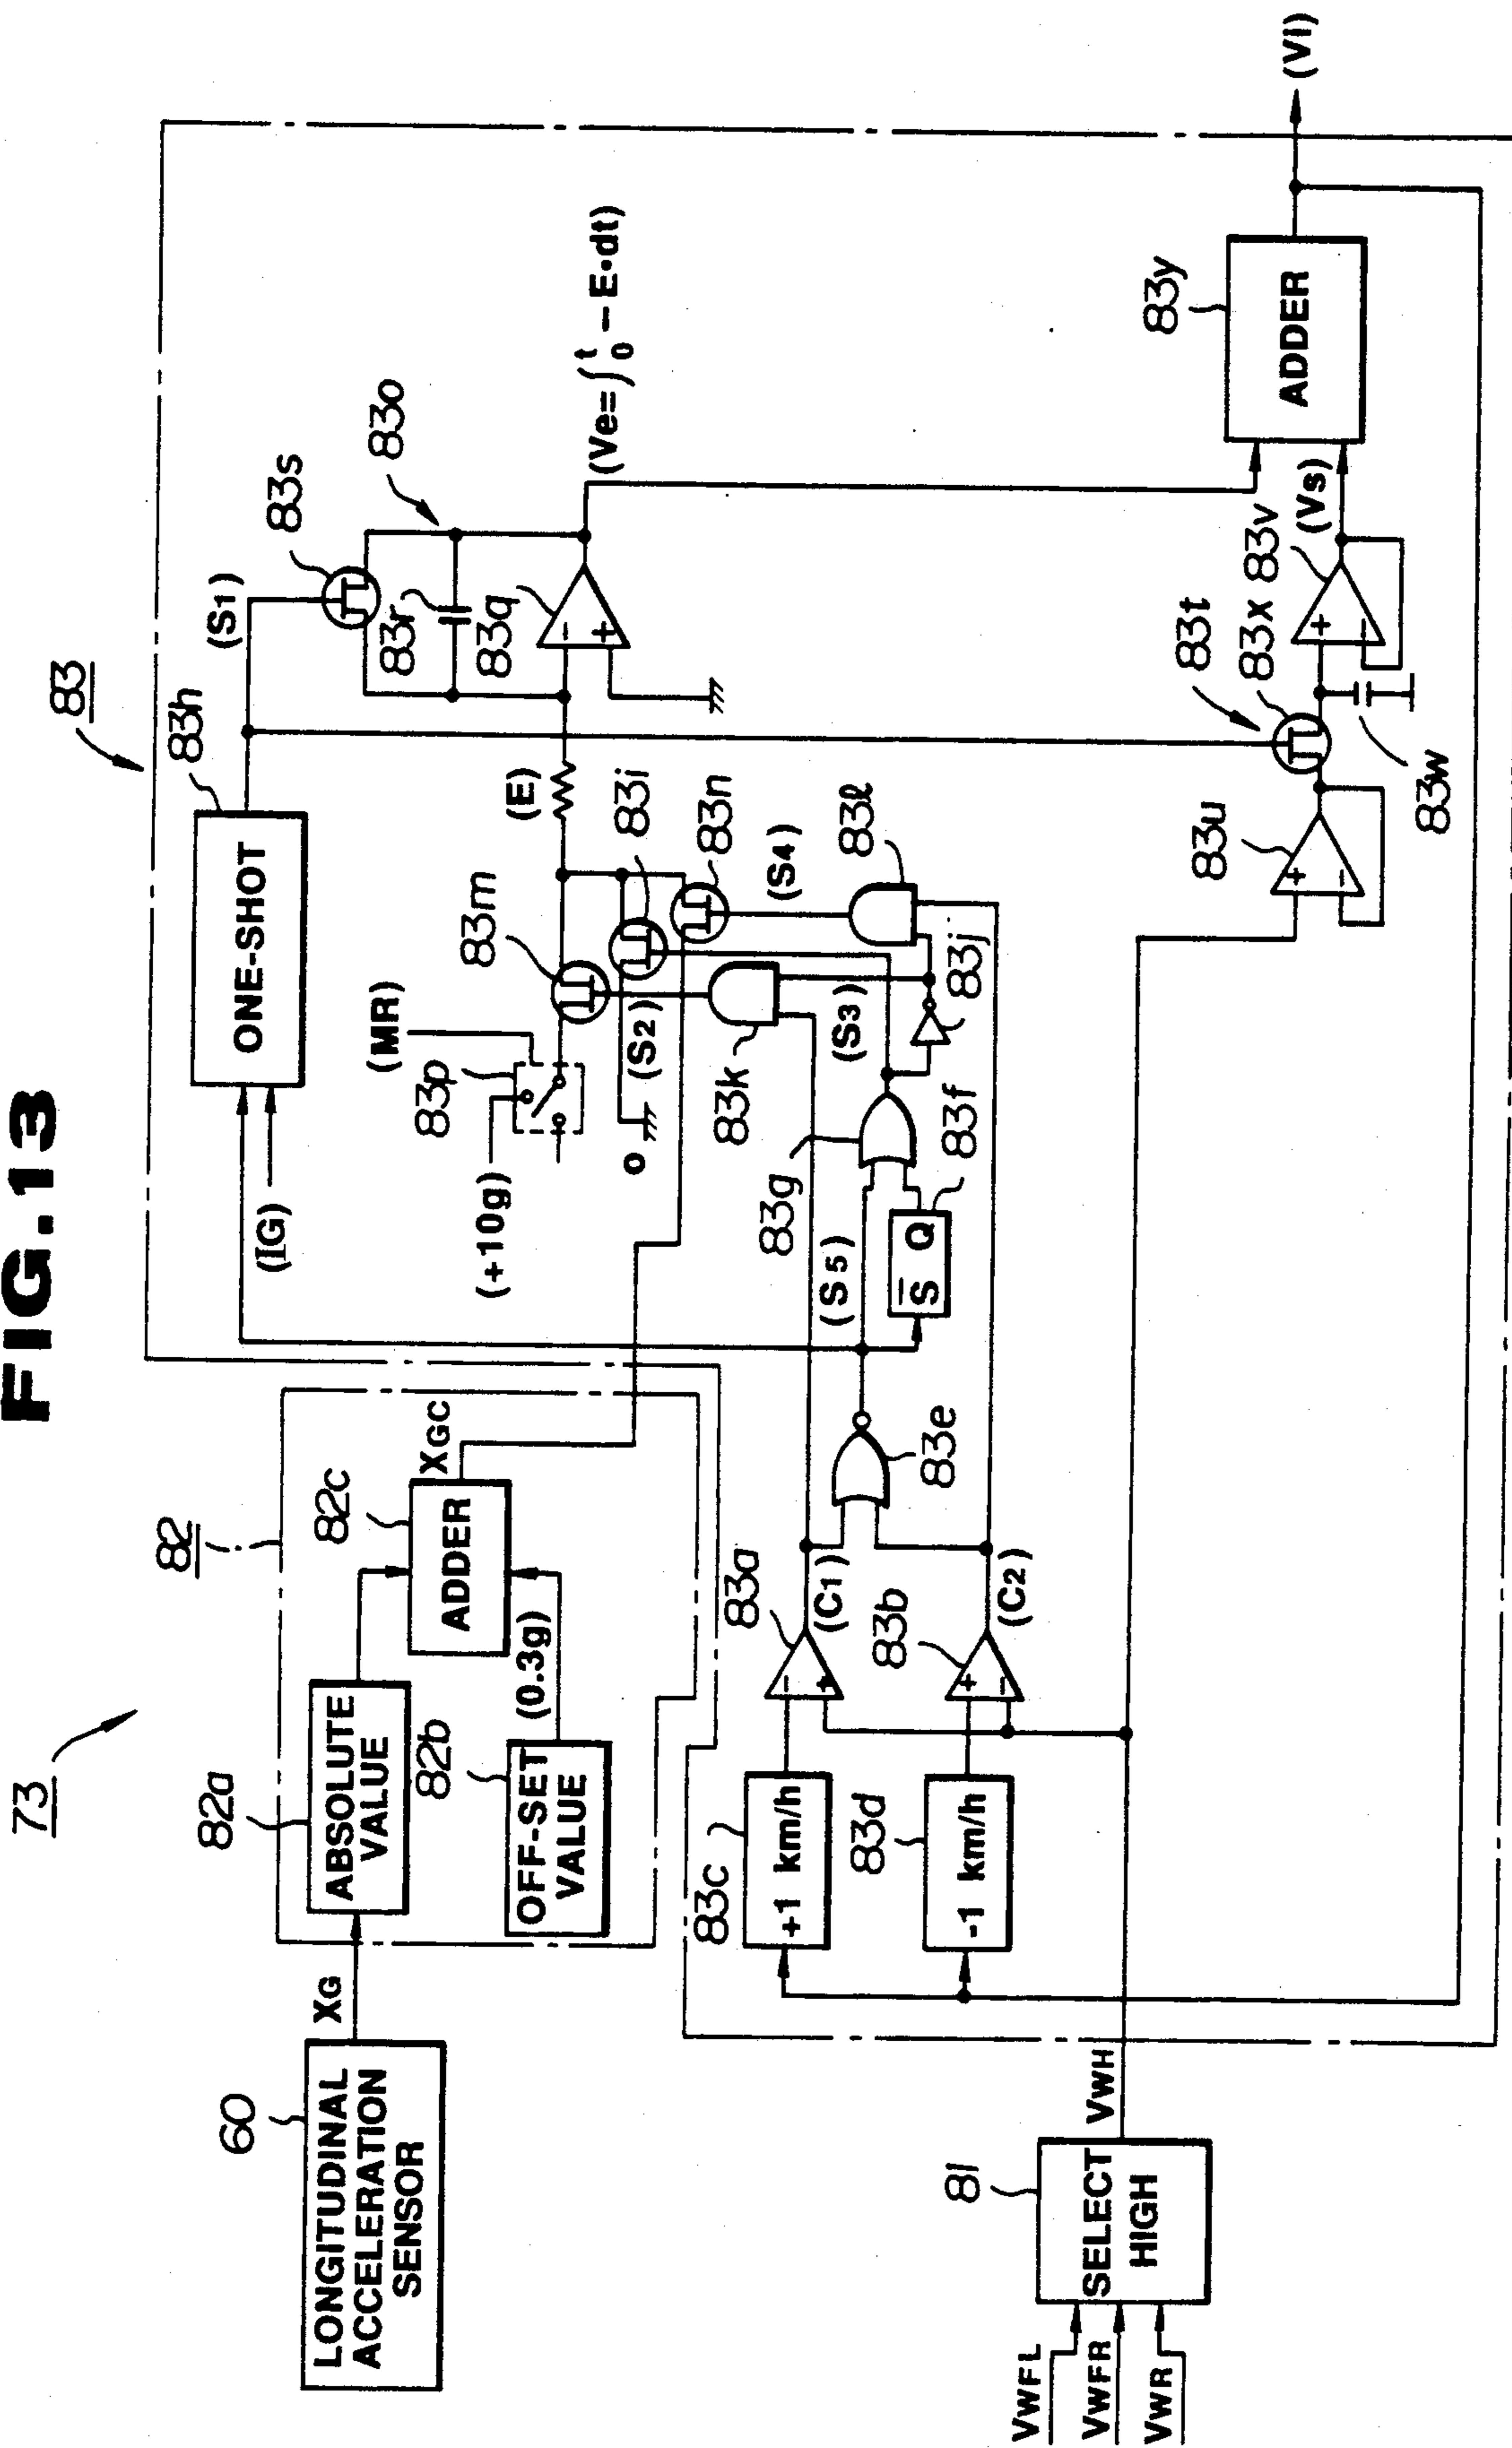 FIG.13
73
60
LONGITUDINAL
ACCELERATION
SENSOR
XG
82
82a
ABSOLUTE
VALUE
82b
OFF-SET
VALUE
(0.3g)
82c
ADDER
XGC
83
83h
ONE-SHOT
(IG)
(S1)
83s
83o
83r
83q
(Ve=∫t0 −E·dt)
(E)
(MR)
83p
(+10g)
83m
83i
83n
0
(S2)
(S4)
83k
(S3)
83l
83j
83g
83f
(S5)
S̅ Q
83e
83a
(C1)
83b
(C2)
83c
+1 km/h
83d
-1 km/h
81
SELECT
HIGH
VWFL
VWFR
VWR
VWH
83u
83t
83x
83w
83v
(Vs)
83y
ADDER
(Vi)